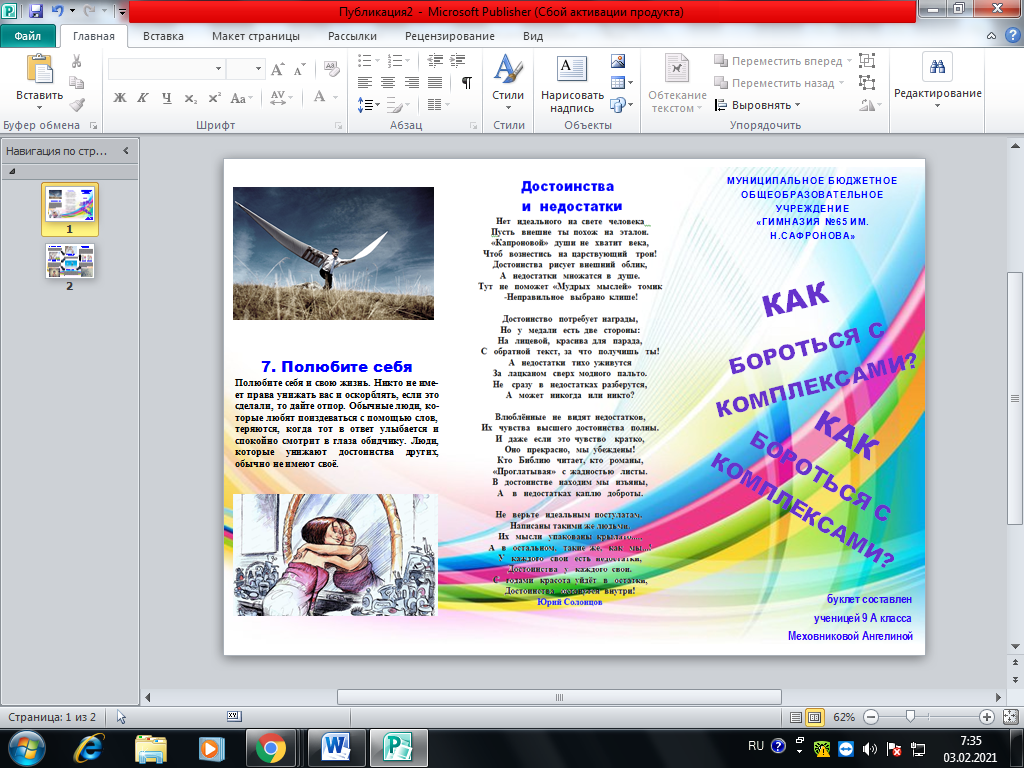 Публикация2 - Microsoft Publisher (Сбой активации продукта)
Файл Главная Вставка Макет страницы Рассылки Рецензирование Вид
Вставить
Ж К Ч
Стили
Нарисовать надпись
Обтекание текстом
Переместить вперед
Переместить назад
Выровнять
Редактирование
Буфер обмена Шрифт Абзац Стили Объекты Упорядочить
Навигация по стр...
1
2
7. Полюбите себя
Полюбите себя и свою жизнь. Никто не име-
ет права унижать вас и оскорблять, если это
сделали, то дайте отпор. Обычные люди, ко-
торые любят поиздеваться с помощью слов,
теряются, когда тот в ответ улыбается и
спокойно смотрит в глаза обидчику. Люди,
которые унижают достоинства других,
обычно не имеют своё.
Достоинства
и недостатки
Нет идеального на свете человека_
Пусть внешне ты похож на эталон.
«Капроновой» души не хватит века,
Чтоб вознестись на царствующий трон!
Достоинства рисует внешний облик,
А недостатки множатся в душе.
Тут не поможет «Мудрых мыслей» томик
-Неправильное выбрано клише!
Достоинство потребует награды,
Но у медали есть две стороны:
На лицевой, красива для парада,
С обратной текст, за что получишь ты!
А недостатки тихо уживутся
За лацканом сверх модного пальто.
Не сразу в недостатках разберутся,
А может никогда или никто?
Влюблённые не видят недостатков,
Их чувства высшего достоинства полны.
И даже если это чувство кратко,
Оно прекрасно, мы убеждены!
Кто Библию читает, кто романы,
«Проглатывая» с жадностью листы.
В достоинстве находим мы изъяны,
А в недостатках каплю доброты.
Не верьте идеальным постулатам.
Написаны такими же людьми.
Их мысли упакованы крылато....
А в остальном, такие же, как мы...!
У каждого свои есть недостатки,
Достоинства у каждого свои.
С годами красота уйдёт в остатки,
Достоинства внутри!
Юрий Солонцов
МУНИЦИПАЛЬНОЕ БЮДЖЕТНОЕ
ОБЩЕОБРАЗОВАТЕЛЬНОЕ
УЧРЕЖДЕНИЕ
«ГИМНАЗИЯ №65 ИМ.
Н.САФРОНОВА»
КАК
БОРОТЬСЯ С
КОМПЛЕКСАМИ?
КАК
БОРОТЬСЯ С
КОМПЛЕКСАМИ?
буклет составлен
ученицей 9 А класса
Меховниковой Ангелиной
Страница: 1 из 2
62%
RU
7:35
03.02.2021